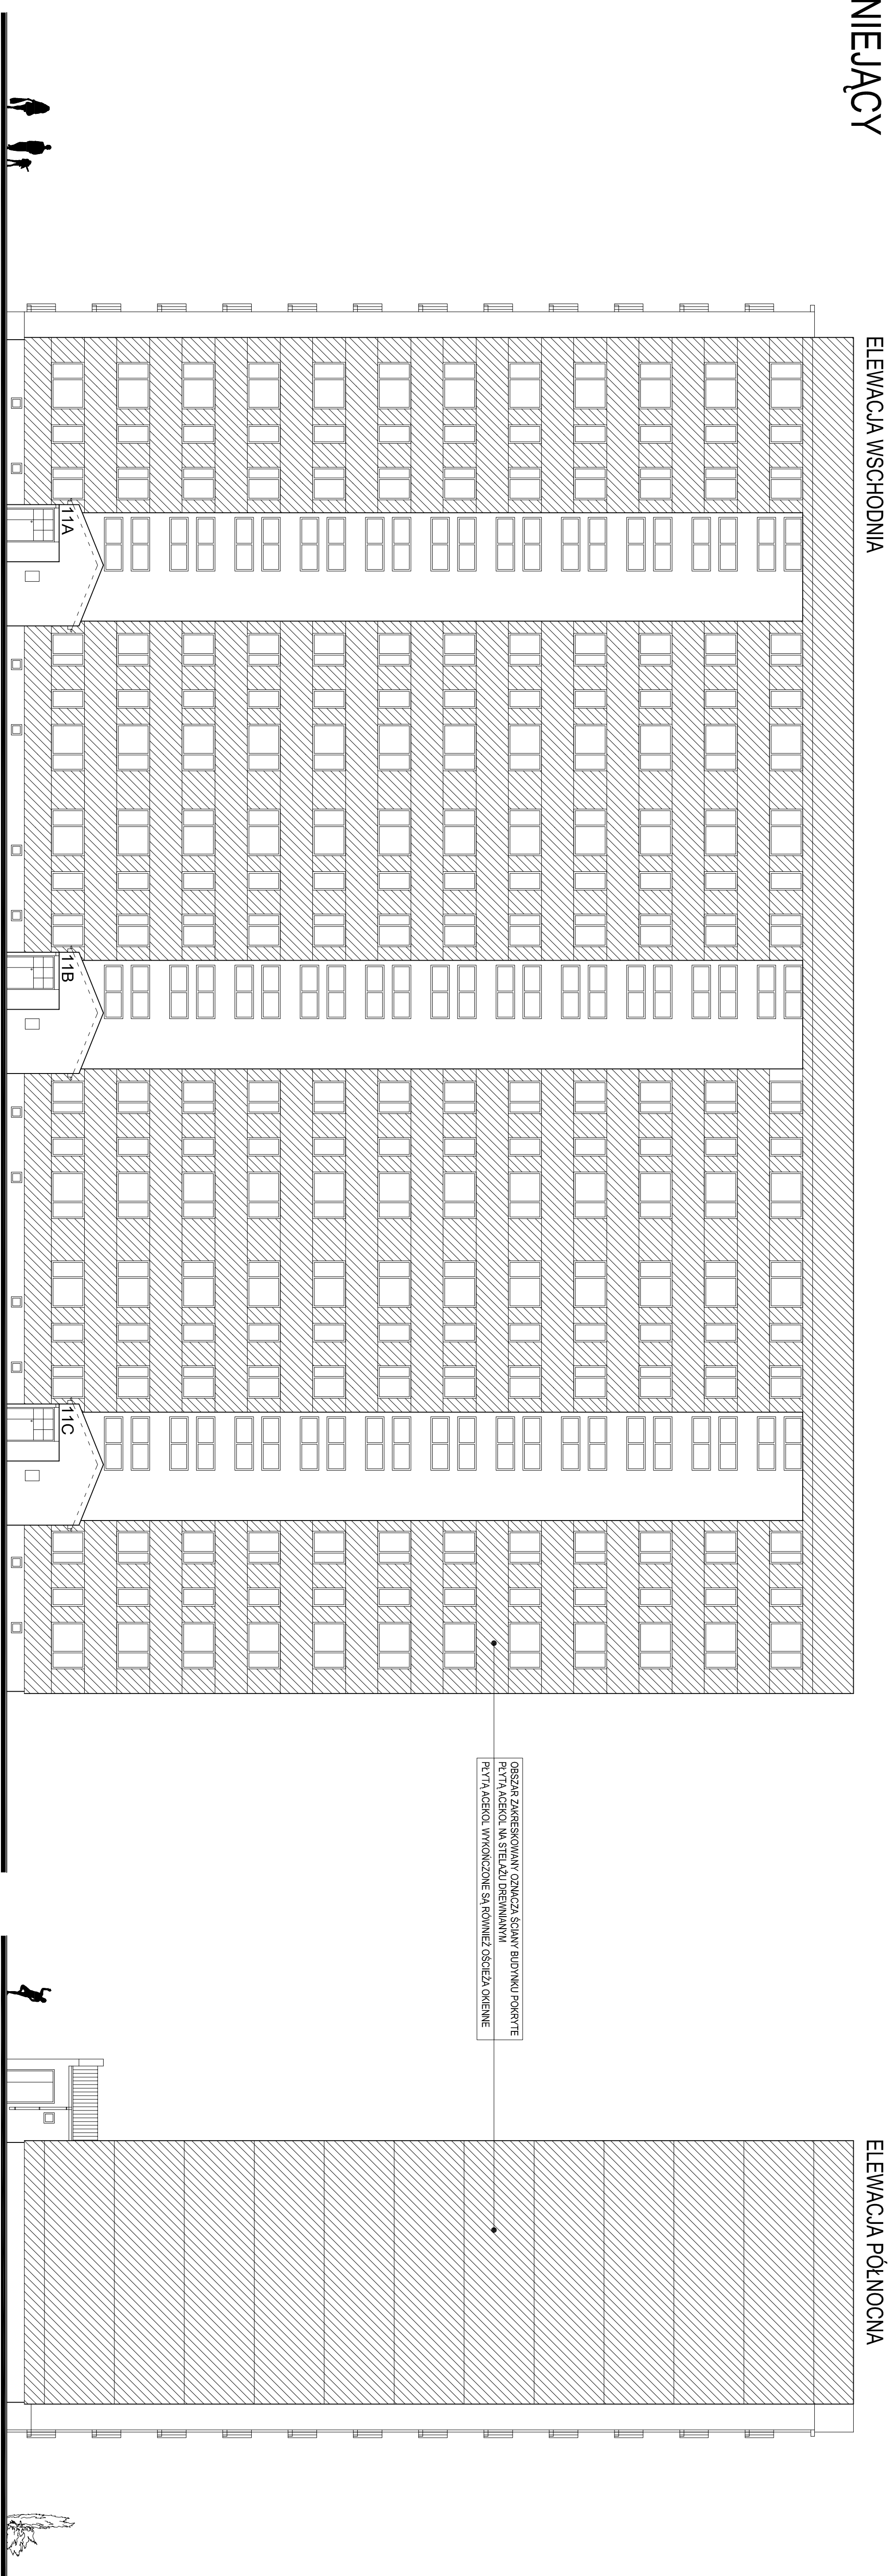 NIEJĄCY
ELEWACJA WSCHODNIA
ELEWACJA PÓŁNOCNA
OBSZAR ZAKRESKOWANY OZNACZA ŚCIANY BUDYNKU POKRYTE
PŁYTĄ ACEKOL NA STELAŻU DREWNIANYM
PŁYTĄ ACEKOL WYKOŃCZONE SĄ RÓWNIEŻ OŚCIEŻA OKIENNE
11A
11B
11C